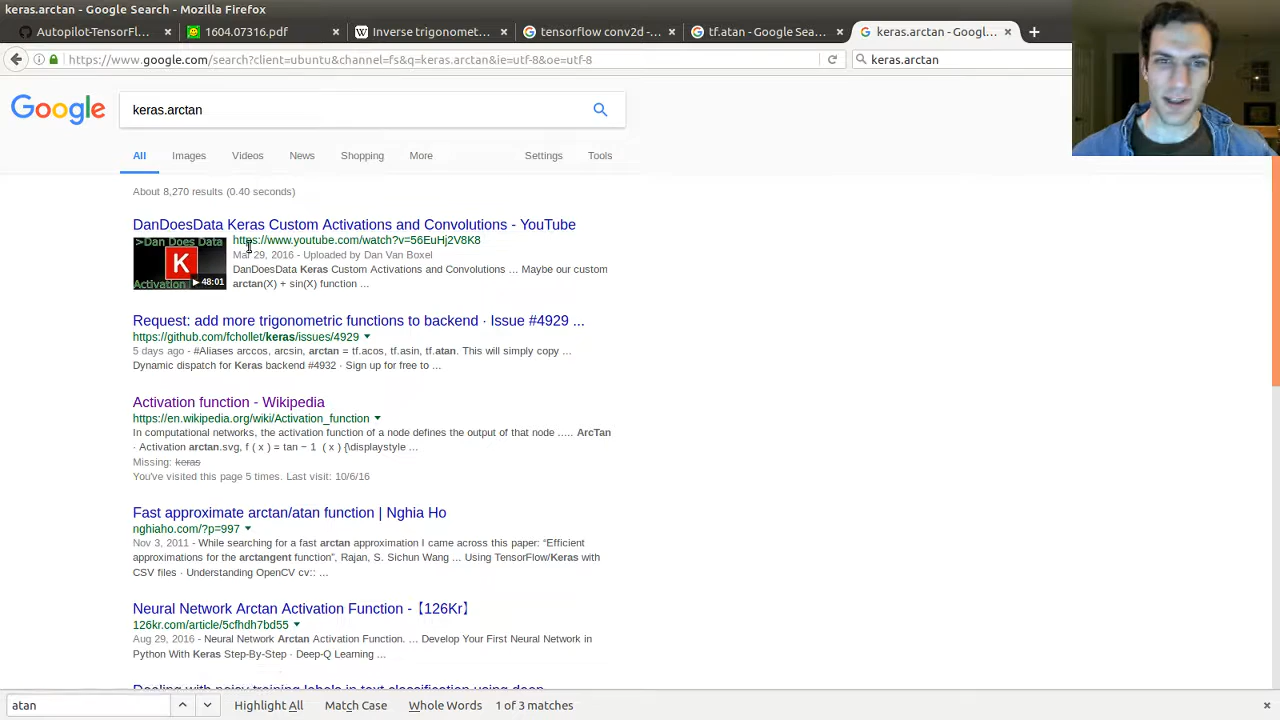 keras.arctan - Google Search - Mozilla Firefox
Autopilot-TensorFl... × 1604.07316.pdf × Inverse trigonomet... × tensorflow conv2d -... × tf.atan - Google Sea... × keras.arctan - Googl... ×
https://www.google.com/search?client=ubuntu&channel=fs&q=keras.arctan&ie=utf-8&oe=utf-8 keras.arctan
Google keras.arctan
All Images Videos News Shopping More Settings Tools
About 8,270 results (0.40 seconds)
DanDoesData Keras Custom Activations and Convolutions - YouTube
https://www.youtube.com/watch?v=56EuHj2V8K8
>Dan Does Data
K
Activation
48:01
Mar 29, 2016 - Uploaded by Dan Van Boxel
DanDoesData Keras Custom Activations and Convolutions ... Maybe our custom
arctan(X) + sin(X) function ...
Request: add more trigonometric functions to backend · Issue #4929 ...
https://github.com/fchollet/keras/issues/4929
5 days ago - #Aliases arccos, arcsin, arctan = tf.acos, tf.asin, tf.atan. This will simply copy ...
Dynamic dispatch for Keras backend #4932 · Sign up for free to ...
Activation function - Wikipedia
https://en.wikipedia.org/wiki/Activation_function
In computational networks, the activation function of a node defines the output of that node ..... ArcTan
· Activation arctan.svg, f ( x ) = tan − 1 ( x ) {\displaystyle ...
Missing: keras
You've visited this page 5 times. Last visit: 10/6/16
Fast approximate arctan/atan function | Nghia Ho
nghiaho.com/?p=997
Nov 3, 2011 - While searching for a fast arctan approximation I came across this paper: “Efficient
approximations for the arctangent function”, Rajan, S. Sichun Wang ... Using TensorFlow/Keras with
CSV files · Understanding OpenCV cv:: ...
Neural Network Arctan Activation Function -【126Kr】
126kr.com/article/5cfhdh7bd55
Aug 29, 2016 - Neural Network Arctan Activation Function. ... Develop Your First Neural Network in
Python With Keras Step-By-Step · Deep-Q Learning ...
Dealing with noisy training labels in text classification using deep
atan Highlight All Match Case Whole Words 1 of 3 matches ×